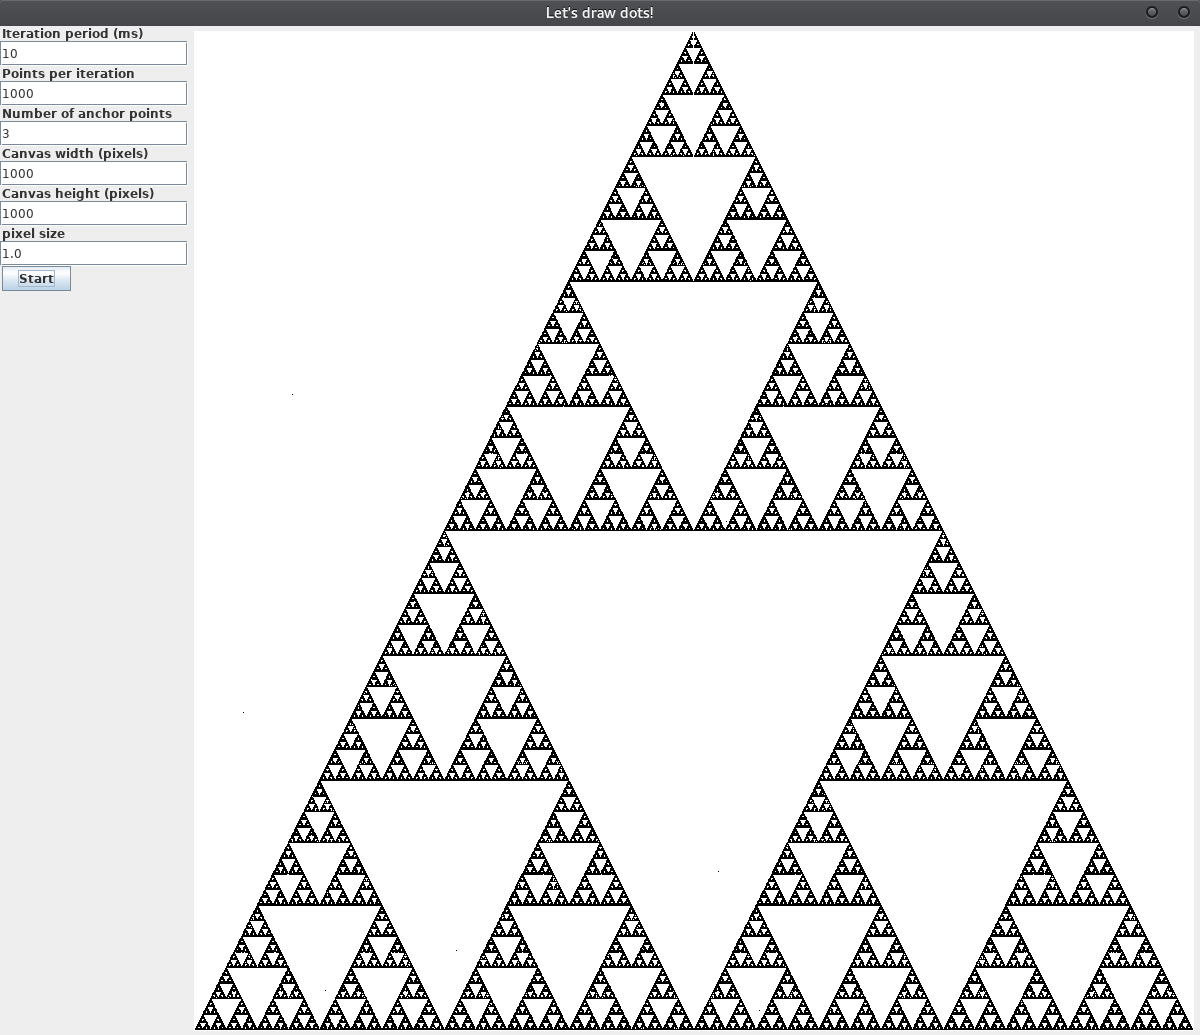 Let's draw dots!
Iteration period (ms)
10
Points per iteration
1000
Number of anchor points
3
Canvas width (pixels)
1000
Canvas height (pixels)
1000
pixel size
1.0
Start